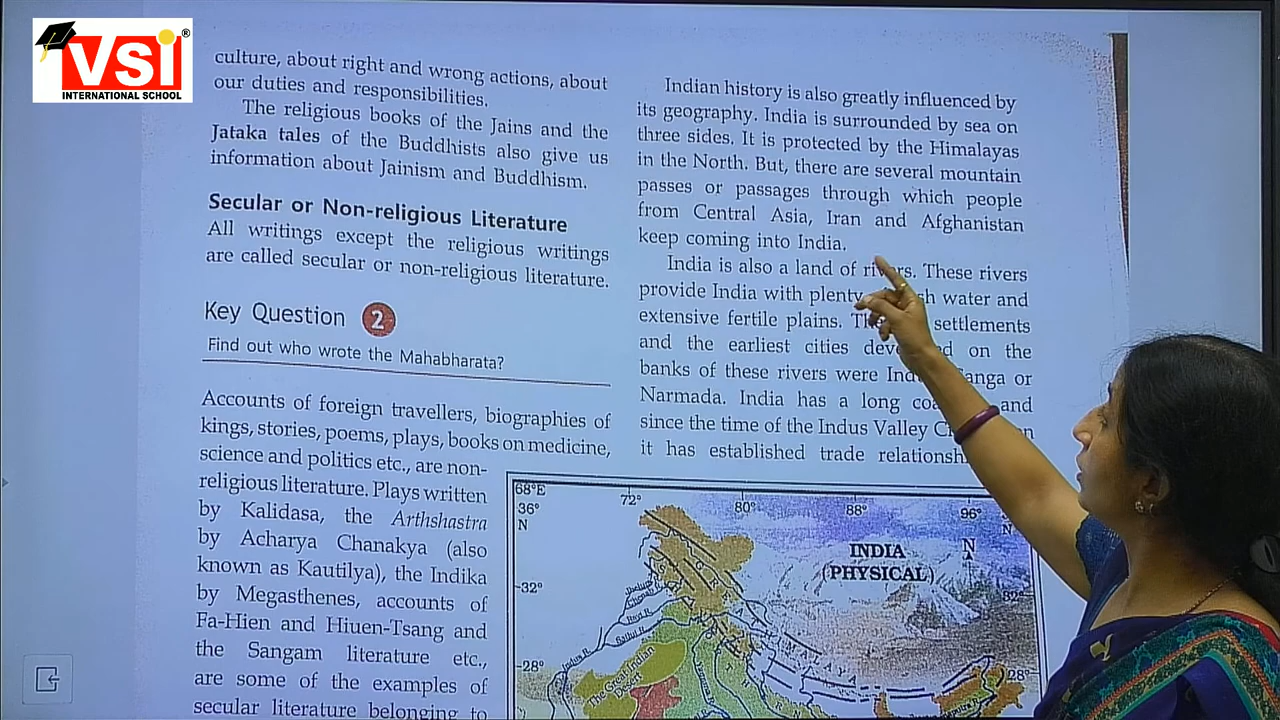 VSI
®
INTERNATIONAL SCHOOL
culture, about right and wrong actions, about
our duties and responsibilities.
The religious books of the Jains and the
Jataka tales of the Buddhists also give us
information about Jainism and Buddhism.
Secular or Non-religious Literature
All writings except the religious writings
are called secular or non-religious literature.
Key Question 2
Find out who wrote the Mahabharata?
Accounts of foreign travellers, biographies of
kings, stories, poems, plays, books on medicine,
science and politics etc., are non-
religious literature. Plays written
by Kalidasa, the Arthshastra
by Acharya Chanakya (also
known as Kautilya), the Indika
by Megasthenes, accounts of
Fa-Hien and Hiuen-Tsang and
the Sangam literature etc.,
are some of the examples of
secular literature belonging to
Indian history is also greatly influenced by
its geography. India is surrounded by sea on
three sides. It is protected by the Himalayas
in the North. But, there are several mountain
passes or passages through which people
from Central Asia, Iran and Afghanistan
keep coming into India.
India is also a land of rivers. These rivers
provide India with plenty water and
extensive fertile plains. settlements
and the earliest cities on the
banks of these rivers were Ganga or
Narmada. India has a long and
since the time of the Indus Valley
it has established trade
68°E
72°
80°
88°
96°
36°
N
N
N
INDIA
(PHYSICAL)
32°
32°
28°
28°
Jhelum
Chenab
Ravi R.
Indus R.
The Great Indian
Desert
HIMALAYA